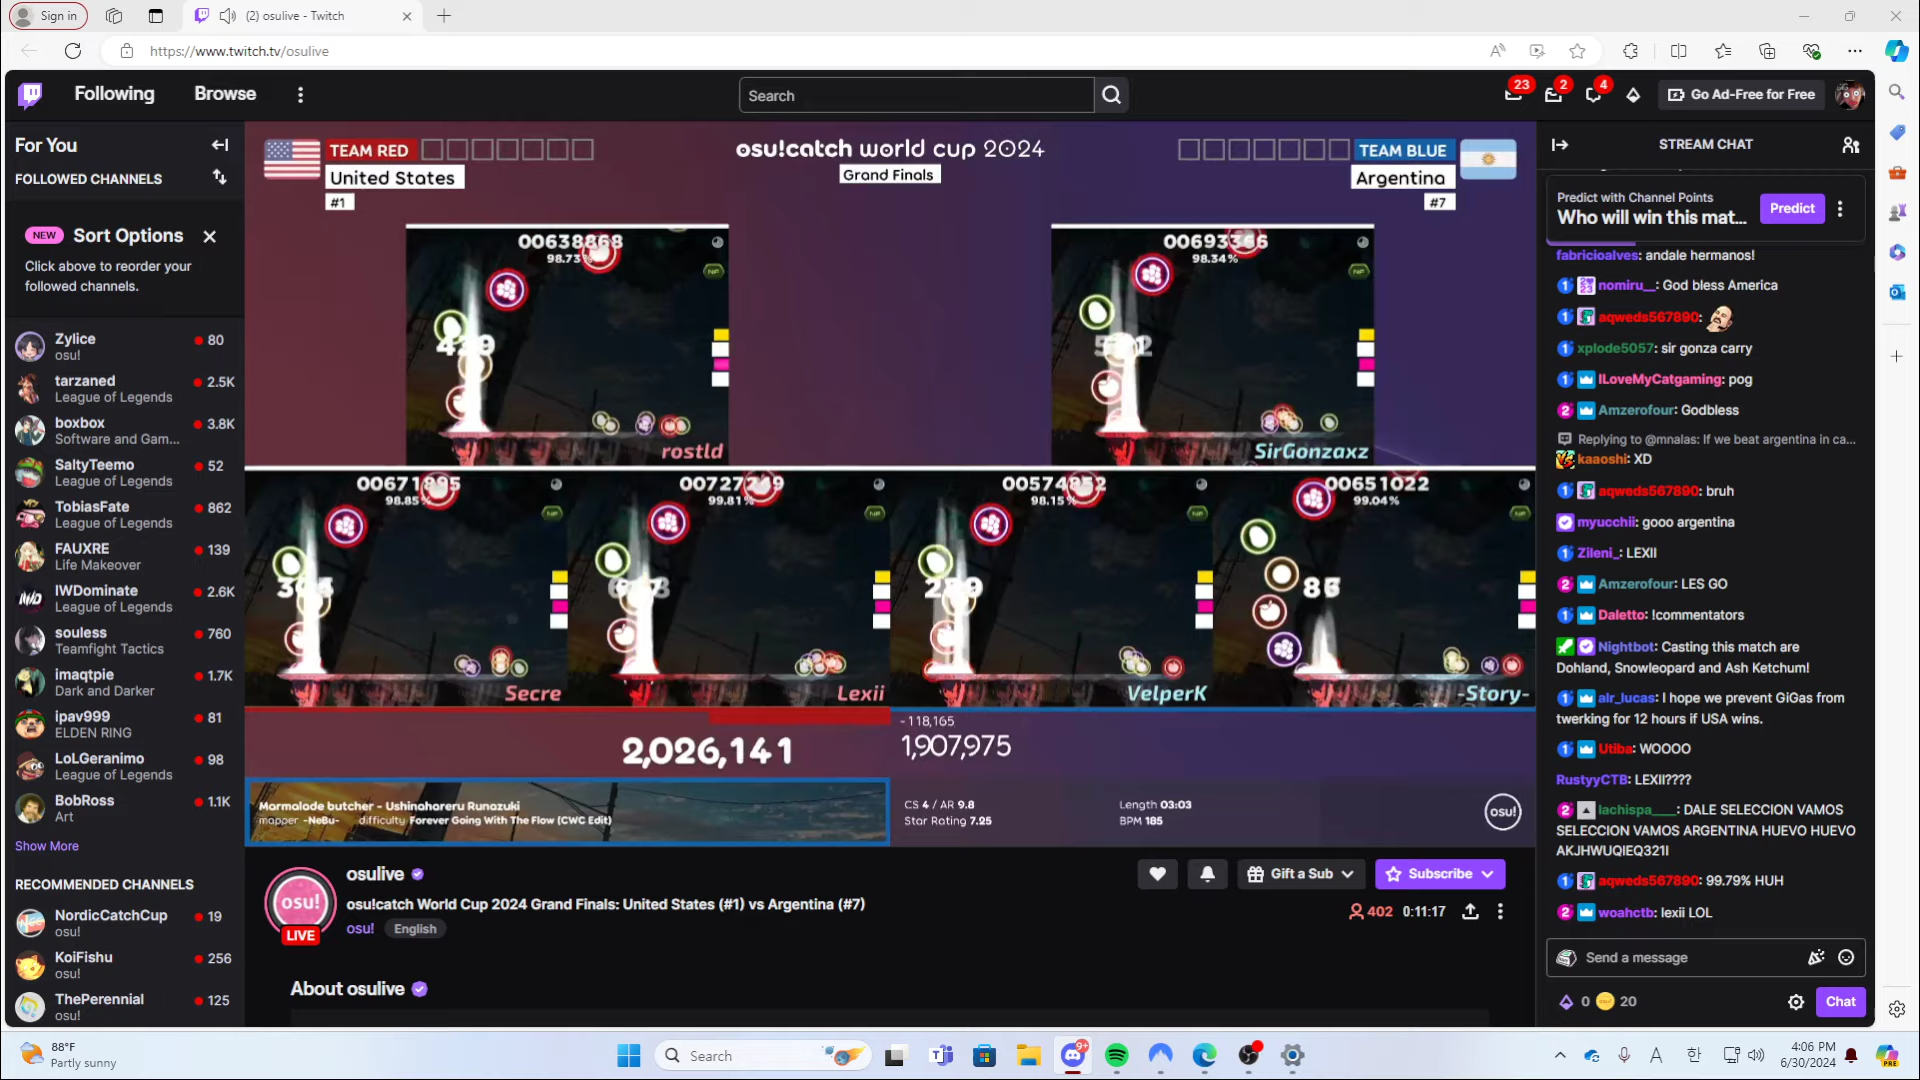 Sign in
(2) osulive - Twitch
https://www.twitch.tv/osulive
Following
Browse
Search
23
2
4
Go Ad-Free for Free
For You
FOLLOWED CHANNELS
NEW
Sort Options
Click above to reorder your
followed channels.
Zylice
osu!
80
tarzaned
League of Legends
2.5K
boxbox
Software and Gam...
3.8K
SaltyTeemo
League of Legends
52
TobiasFate
League of Legends
862
FAUXRE
Life Makeover
139
IWDominate
League of Legends
2.6K
souless
Teamfight Tactics
760
imaqtpie
Dark and Darker
1.7K
ipav999
ELDEN RING
81
LoLGeranimo
League of Legends
98
BobRoss
Art
1.1K
Show More
RECOMMENDED CHANNELS
NordicCatchCup
osu!
19
KoiFishu
osu!
256
ThePerennial
osu!
125
TEAM RED
United States
#1
osu!catch world cup 2024
Grand Finals
TEAM BLUE
Argentina
#7
00638868
98.73%
rostld
00693366
98.34%
SirGonzaxz
98.85%
Secre
99.81%
Lexii
98.15%
VelperK
00651022
99.04%
-Story-
2,026,141
-118,165
1,907,975
Marmalade butcher - Ushinahareru Runazuki
mapper -NeBu- difficulty Forever Going With The Flow (CWC Edit)
CS 4 / AR 9.8
Star Rating 7.25
Length 03:03
BPM 185
osu!
osu!
LIVE
osulive
osu!catch World Cup 2024 Grand Finals: United States (#1) vs Argentina (#7)
osu!
English
Gift a Sub
Subscribe
402
0:11:17
About osulive
STREAM CHAT
Predict with Channel Points
Who will win this mat...
Predict
fabricioalves: andale hermanos!
nomiru__: God bless America
aqweds567890:
xplode5057: sir gonza carry
ILoveMyCatgaming: pog
Amzerofour: Godbless
Replying to @mnalas: If we beat argentina in ca...
kaaoshi: XD
aqweds567890: bruh
myucchii: gooo argentina
Zileni_: LEXII
Amzerofour: LES GO
Daletto: !commentators
Nightbot: Casting this match are
Dohland, Snowleopard and Ash Ketchum!
alr_lucas: I hope we prevent GiGas from
twerking for 12 hours if USA wins.
Utiba: WOOOO
RustyyCTB: LEXII????
lachispa____: DALE SELECCION VAMOS
SELECCION VAMOS ARGENTINA HUEVO HUEVO
AKJHWUQIEQ321I
aqweds567890: 99.79% HUH
woahctb: lexii LOL
Send a message
0
20
Chat
88°F
Partly sunny
Search
9+
A
한
4:06 PM
6/30/2024
PRE